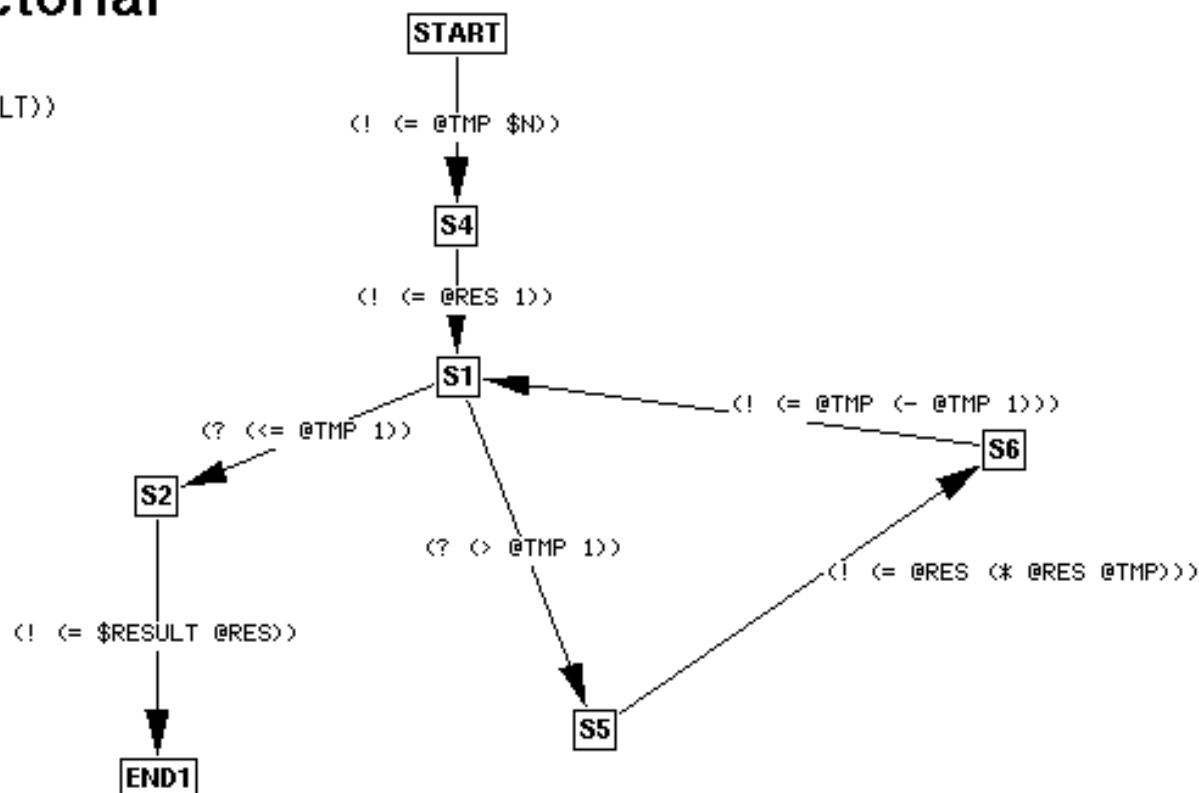 START
LT))
(! (= @TMP $N))
S4
(! (= @RES 1))
S1
(! (= @TMP (- @TMP 1)))
(? (<= @TMP 1))
S6
S2
(? (> @TMP 1))
(! (= @RES (* @RES @TMP)))
(! (= $RESULT @RES))
S5
END1